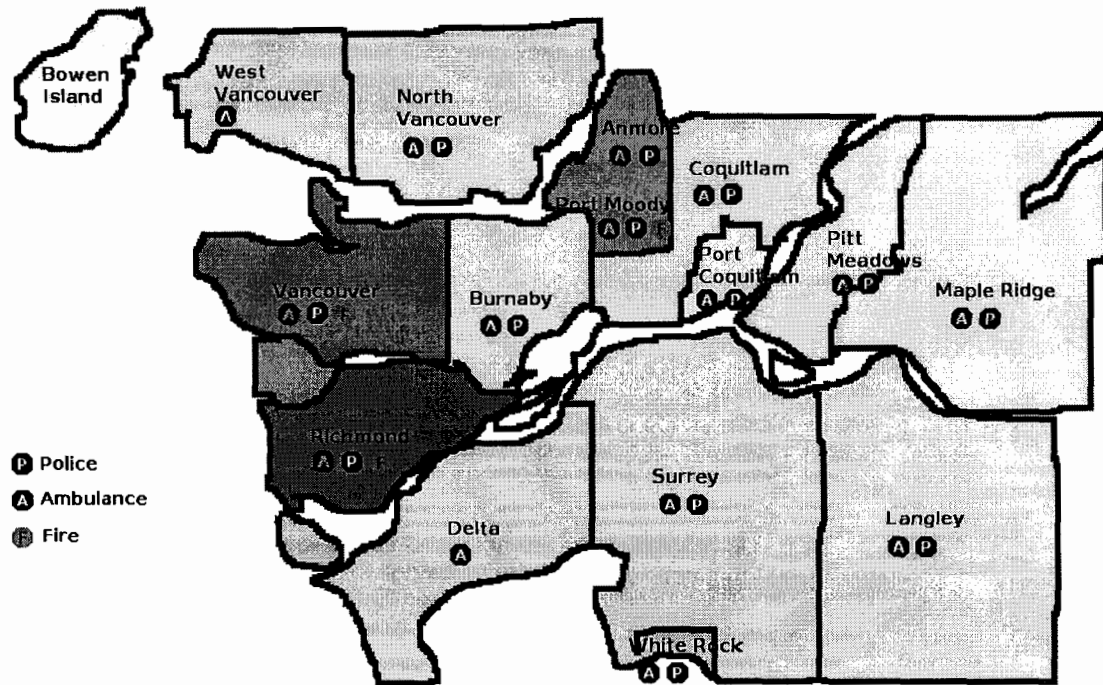 Bowen
Island
West
Vancouver
A
North
Vancouver
A P
Anmore
A P
Port Moody
A P F
Coquitlam
A P
Port
Coquitlam
A P
Pitt
Meadows
A P
Maple Ridge
A P
Vancouver
A P F
Burnaby
A P
Richmond
A P F
Delta
A
Surrey
A P
Langley
A P
White Rock
A P
P Police
A Ambulance
F Fire